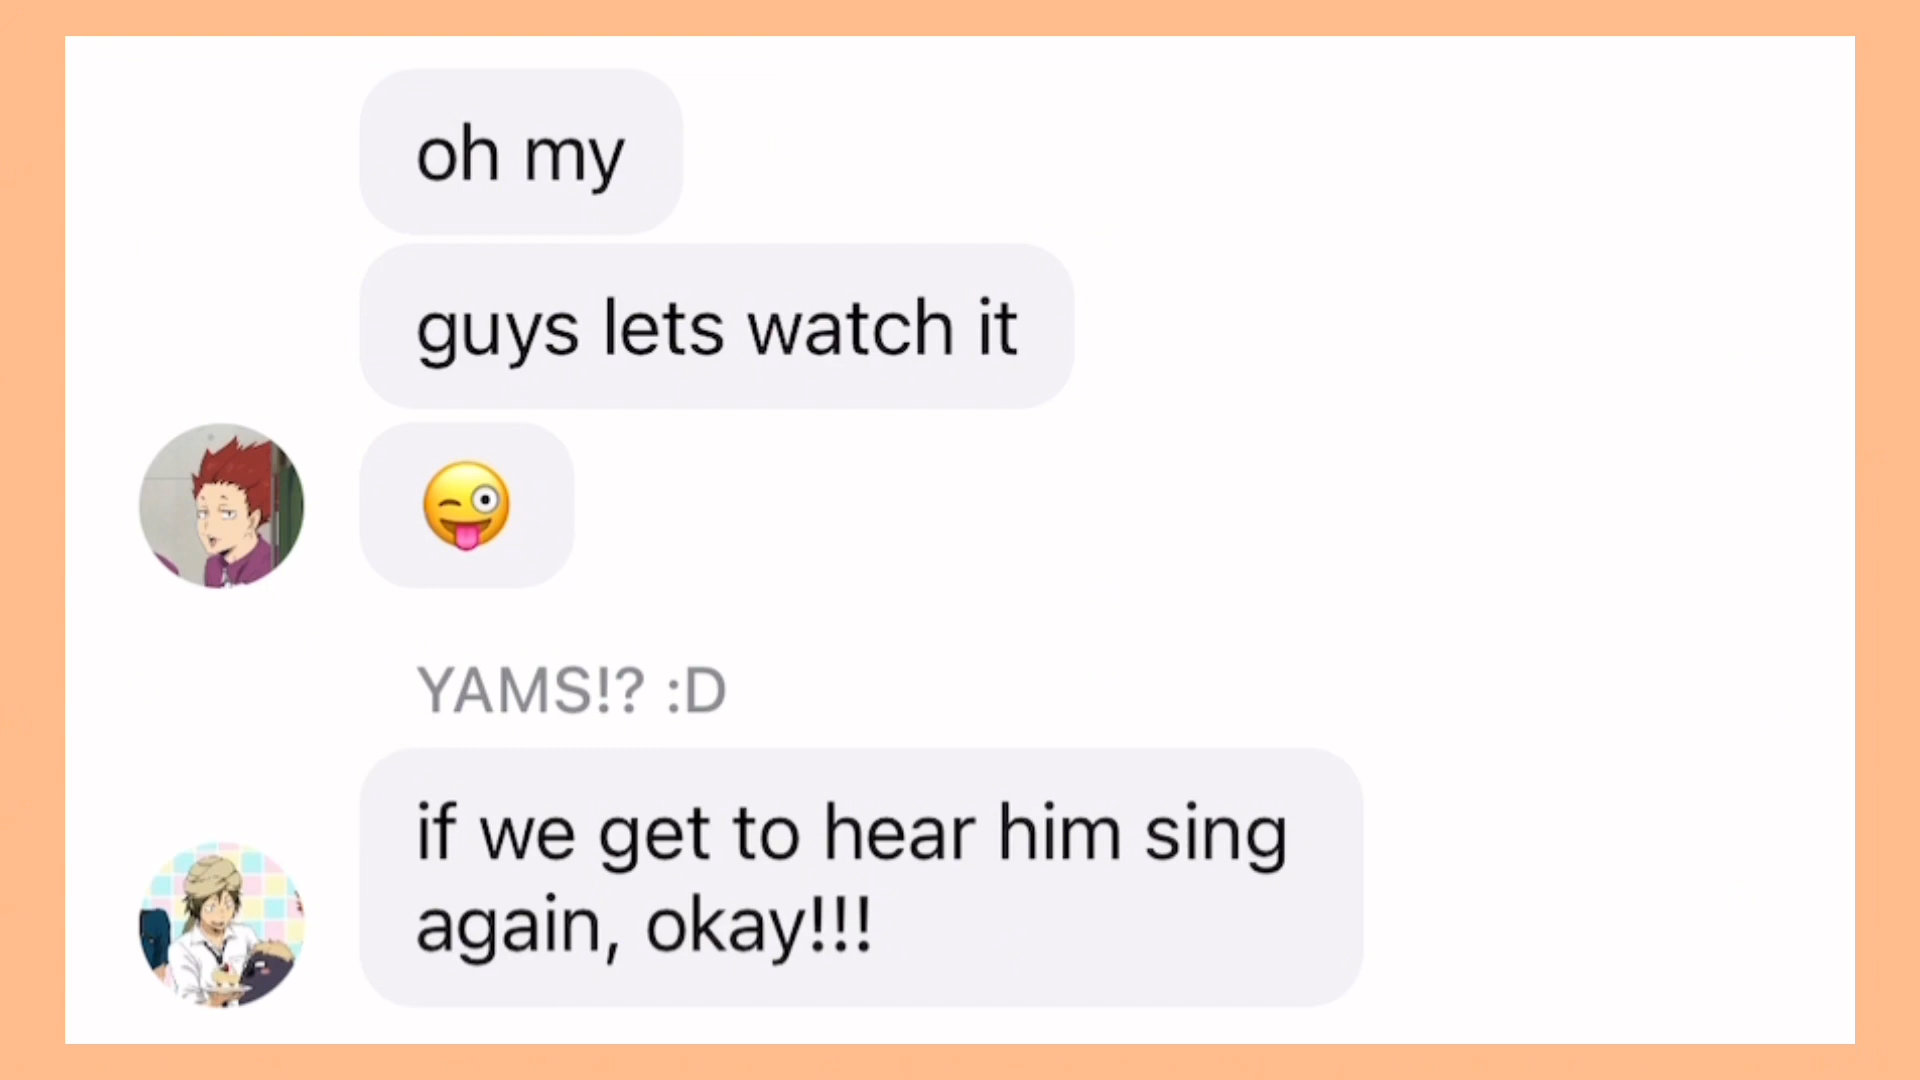 oh my
guys lets watch it
😜
YAMS!? :D
if we get to hear him sing
again, okay!!!